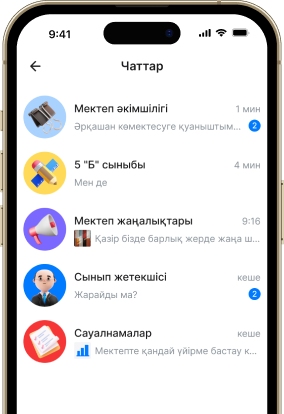 9:41
Чаттар
Мектеп әкімшілігі 1 мин
Әрқашан көмектесуге қуаныштым... 2
5 "Б" сыныбы 4 мин
Мен де
Мектеп жаңалықтары 9:16
Қазір бізде барлық жерде жаңа ш...
Сынып жетекшісі кеше
Жарайды ма? 2
Сауалнамалар кеше
Мектепте қандай үйірме бастау к...